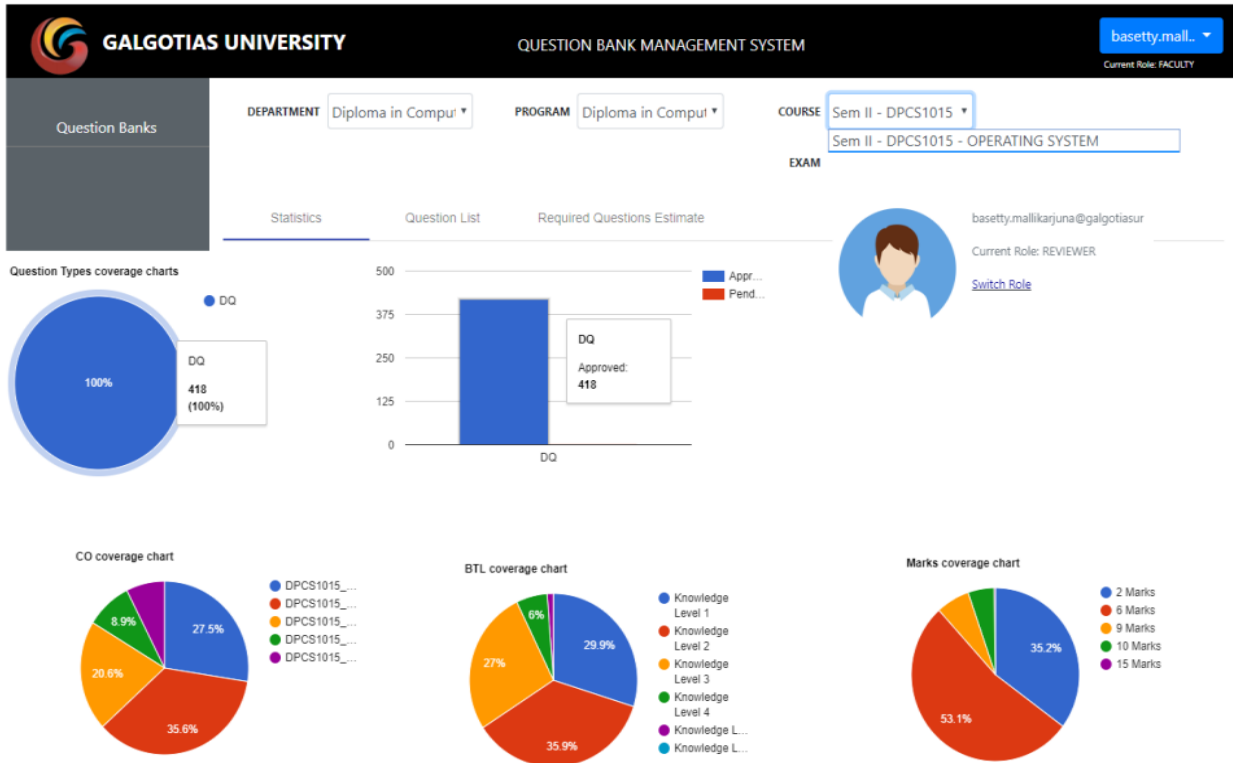 GALGOTIAS UNIVERSITY
QUESTION BANK MANAGEMENT SYSTEM
basetty.mall..
Current Role: FACULTY
Question Banks
DEPARTMENT Diploma in Comput
PROGRAM Diploma in Comput
COURSE Sem II - DPCS1015
Sem II - DPCS1015 - OPERATING SYSTEM
EXAM
Statistics
Question List
Required Questions Estimate
basetty.mallikarjuna@galgotiasur
Current Role: REVIEWER
Switch Role
Question Types coverage charts
DQ
100%
DQ
418
(100%)
500
375
250
125
0
DQ
Appr...
Pend...
DQ
Approved:
418
CO coverage chart
27.5%
35.6%
20.6%
8.9%
DPCS1015_...
DPCS1015_...
DPCS1015_...
DPCS1015_...
DPCS1015_...
BTL coverage chart
29.9%
35.9%
27%
6%
Knowledge
Level 1
Knowledge
Level 2
Knowledge
Level 3
Knowledge
Level 4
Knowledge L...
Knowledge L...
Marks coverage chart
35.2%
53.1%
2 Marks
6 Marks
9 Marks
10 Marks
15 Marks